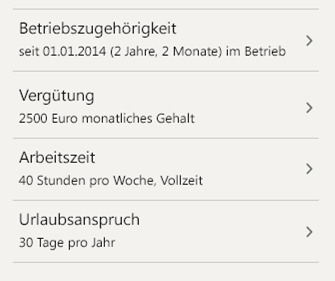 Betriebszugehörigkeit
seit 01.01.2014 (2 Jahre, 2 Monate) im Betrieb
Vergütung
2500 Euro monatliches Gehalt
Arbeitszeit
40 Stunden pro Woche, Vollzeit
Urlaubsanspruch
30 Tage pro Jahr